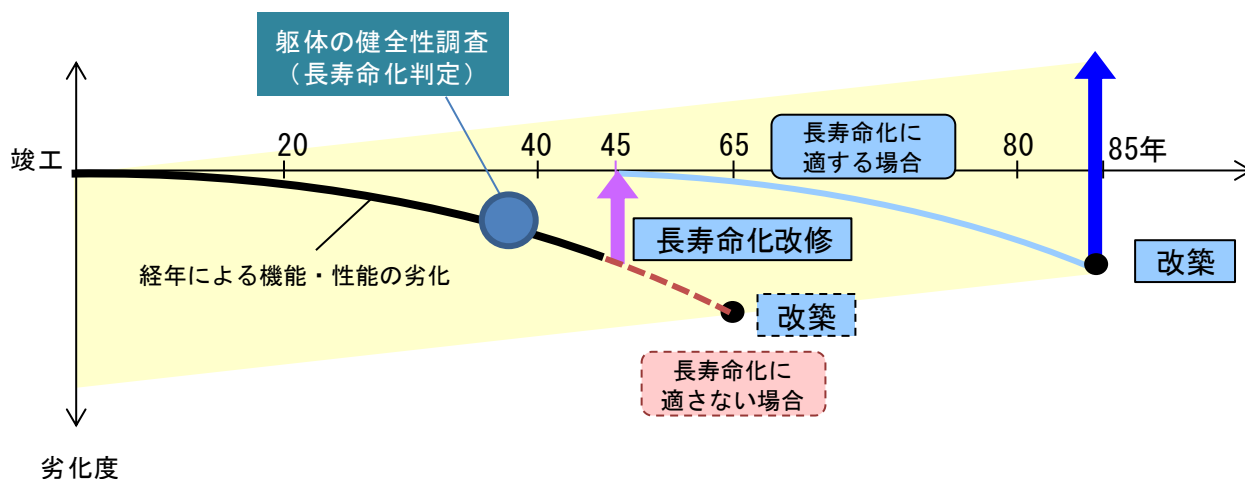 躯体の健全性調査
（長寿命化判定）
竣工
20
40
45
65
長寿命化に
適する場合
80
85年
経年による機能・性能の劣化
長寿命化改修
改築
改築
長寿命化に
適さない場合
劣化度